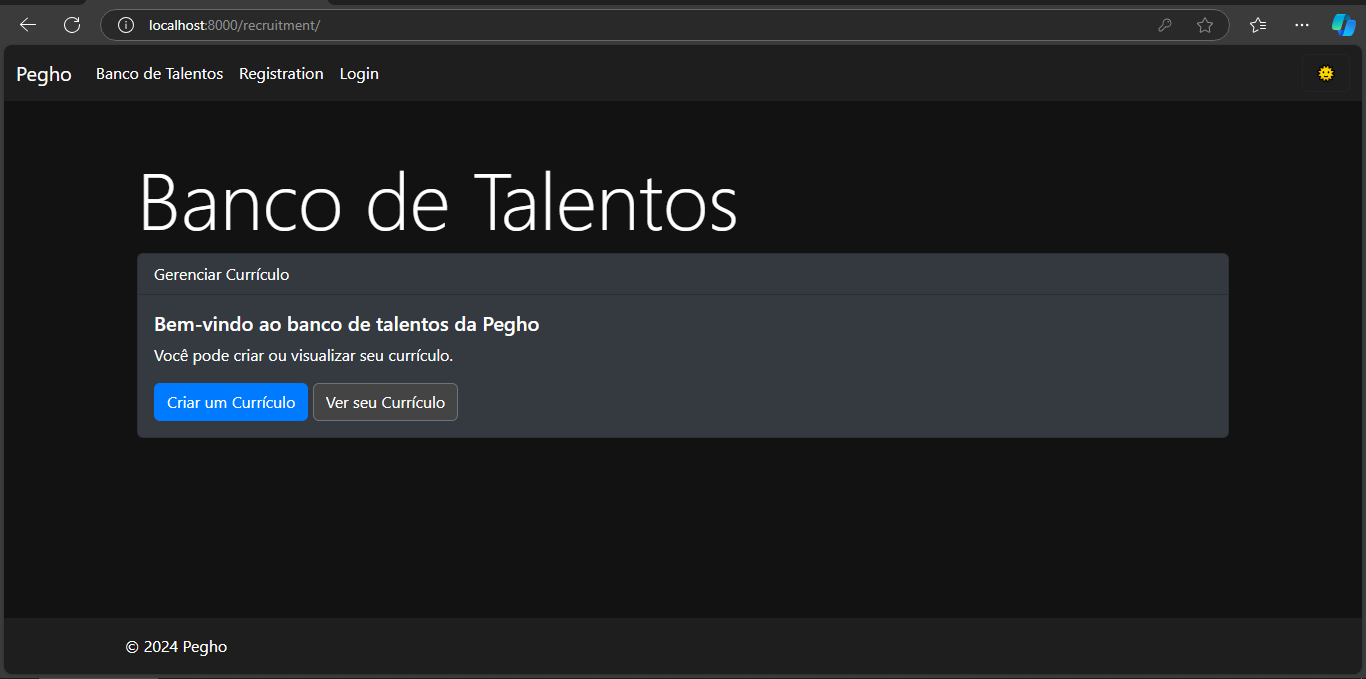 localhost:8000/recruitment/
Pegho Banco de Talentos Registration Login
Banco de Talentos
Gerenciar Currículo
Bem-vindo ao banco de talentos da Pegho
Você pode criar ou visualizar seu currículo.
Criar um Currículo Ver seu Currículo
© 2024 Pegho